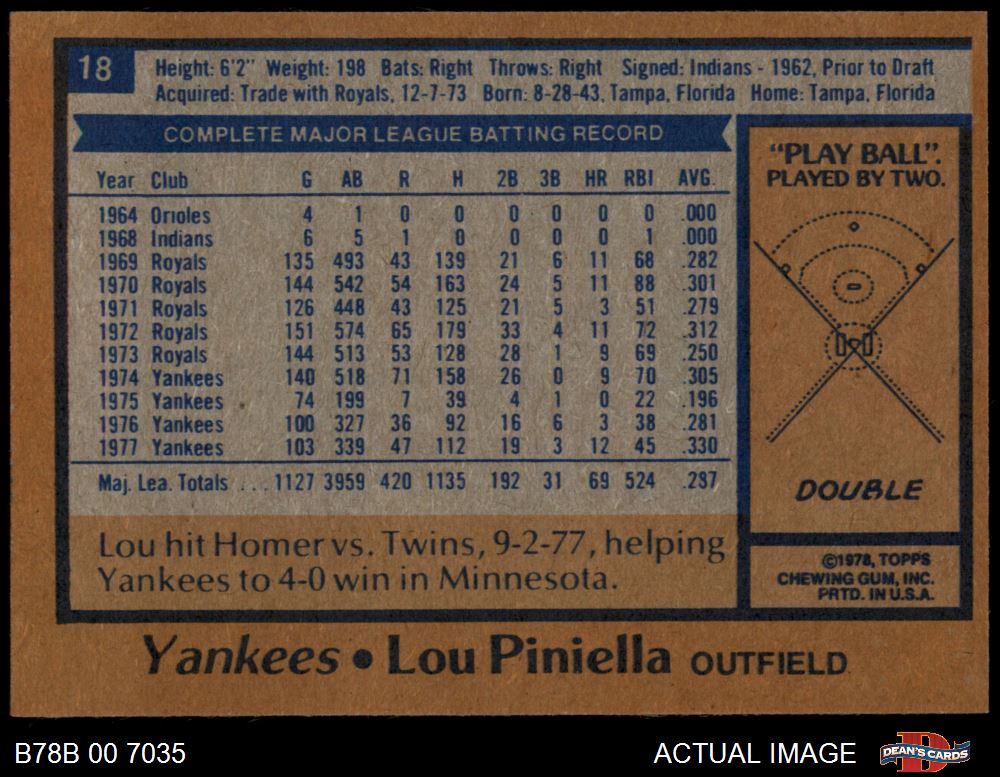 18
Height: 6'2" Weight: 198 Bats: Right Throws: Right Signed: Indians - 1962, Prior to Draft
Acquired: Trade with Royals, 12-7-73 Born: 8-28-43, Tampa, Florida Home: Tampa, Florida
COMPLETE MAJOR LEAGUE BATTING RECORD
Year Club G AB R H 2B 3B HR RBI AVG.
1964 Orioles 4 1 0 0 0 0 0 0 .000
1968 Indians 6 5 1 0 0 0 0 1 .000
1969 Royals 135 493 43 139 21 6 11 68 .282
1970 Royals 144 542 54 163 24 5 11 88 .301
1971 Royals 126 448 43 125 21 5 3 51 .279
1972 Royals 151 574 65 179 33 4 11 72 .312
1973 Royals 144 513 53 128 28 1 9 69 .250
1974 Yankees 140 518 71 158 26 0 9 70 .305
1975 Yankees 74 199 7 39 4 1 0 22 .196
1976 Yankees 100 327 36 92 16 6 3 38 .281
1977 Yankees 103 339 47 112 19 3 12 45 .330
Maj. Lea. Totals ... 1127 3959 420 1135 192 31 69 524 .287
Lou hit Homer vs. Twins, 9-2-77, helping
Yankees to 4-0 win in Minnesota.
"PLAY BALL".
PLAYED BY TWO.
DOUBLE
©1978, TOPPS
CHEWING GUM, INC.
PRTD. IN U.S.A.
Yankees • Lou Piniella OUTFIELD
B78B 00 7035
ACTUAL IMAGE
DEAN'S CARDS